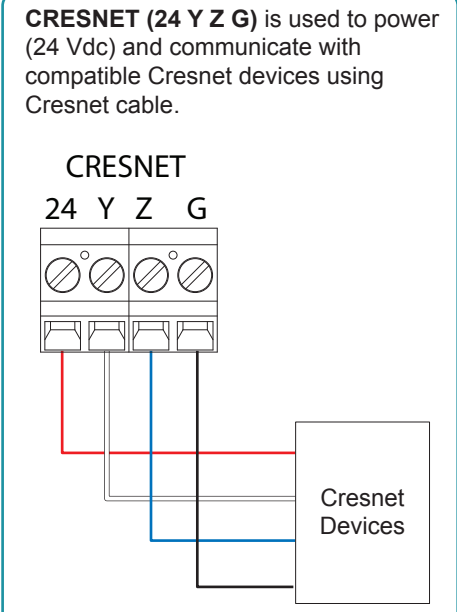 CRESNET (24 Y Z G) is used to power
(24 Vdc) and communicate with
compatible Cresnet devices using
Cresnet cable.
CRESNET
24 Y Z G
Cresnet
Devices